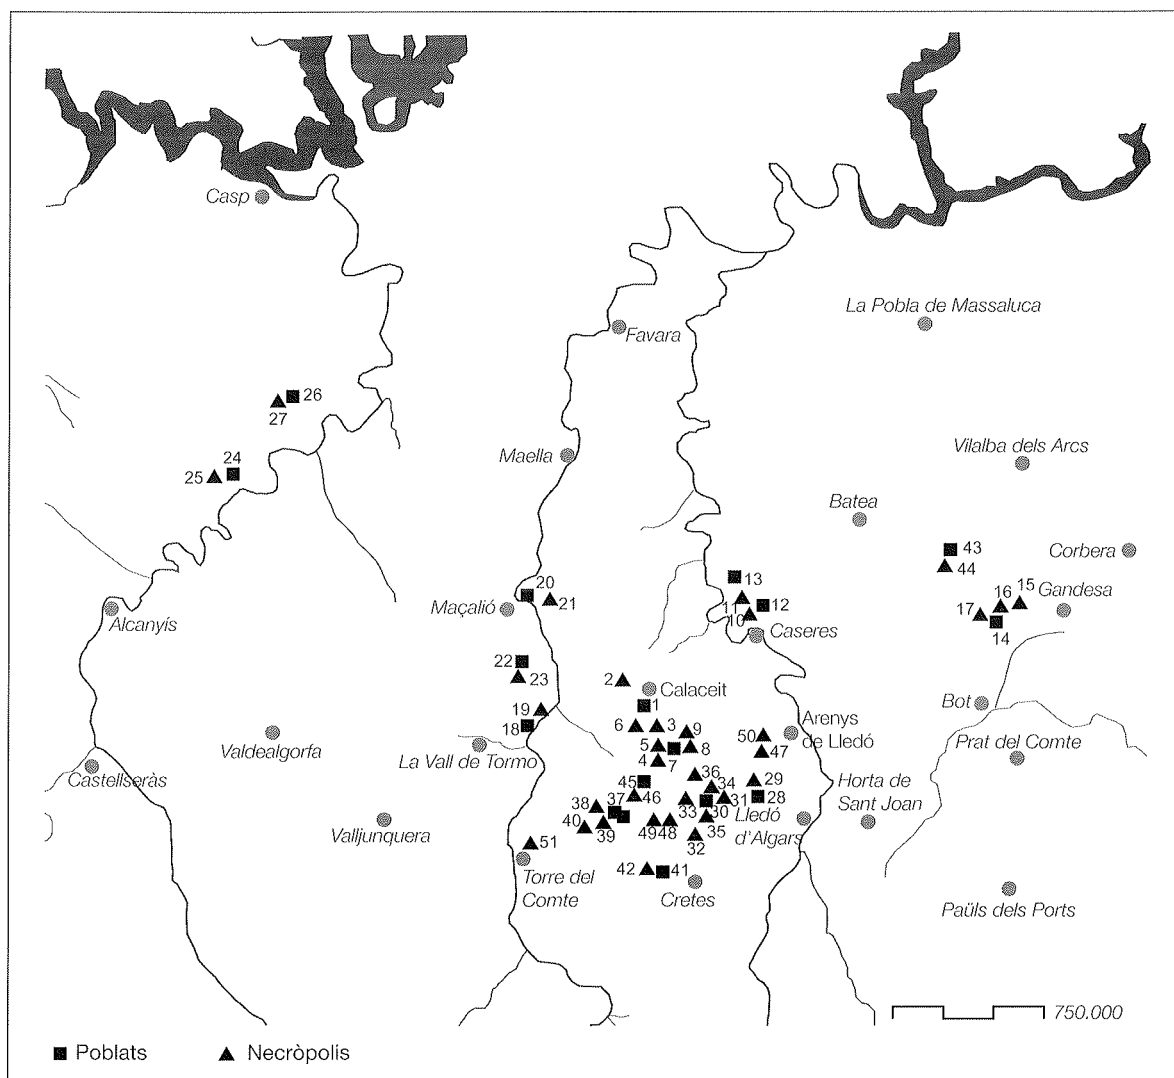 Casp
La Pobla de Massaluca
Favara
26
27
Maella
Vilalba dels Arcs
24
25
Batea
43
Corbera
44
20
13
15
16
Gandesa
21
Maçalió
11
12
17
Alcanyís
10
14
Caseres
22
23
2
Calaceit
Bot
1
19
18
6
3
9
50
Arenys
de Lledó
5
8
47
Valdealgorfa
La Vall de Tormo
4
7
Prat del Comte
Castellseràs
36
45
34
29
Horta de
Sant Joan
38
37
46
33
31
28
30
Lledó
d'Algars
Valljunquera
40
39
49
48
35
51
32
Torre del
Comte
42
41
Cretes
Paüls dels Ports
750.000
Poblats
Necròpolis